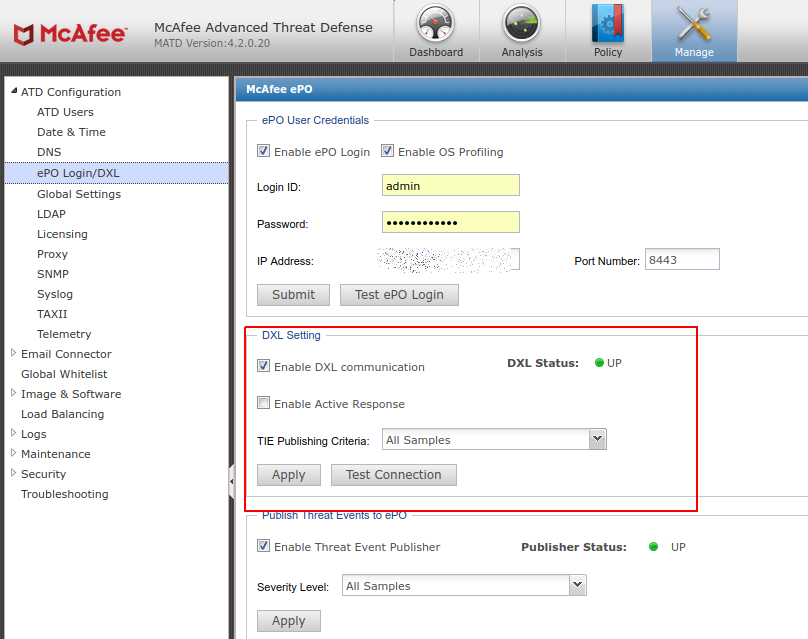 McAfee™
McAfee Advanced Threat Defense
MATD Version:4.2.0.20
Dashboard
Analysis
Policy
Manage
ATD Configuration
ATD Users
Date & Time
DNS
ePO Login/DXL
Global Settings
LDAP
Licensing
Proxy
SNMP
Syslog
TAXII
Telemetry
Email Connector
Global Whitelist
Image & Software
Load Balancing
Logs
Maintenance
Security
Troubleshooting
McAfee ePO
ePO User Credentials
Enable ePO Login Enable OS Profiling
Login ID: admin
Password: ••••••••••••
IP Address: Port Number: 8443
Submit Test ePO Login
DXL Setting
Enable DXL communication DXL Status: UP
Enable Active Response
TIE Publishing Criteria: All Samples
Apply Test Connection
Publish Threat Events to ePO
Enable Threat Event Publisher Publisher Status: UP
Severity Level: All Samples
Apply